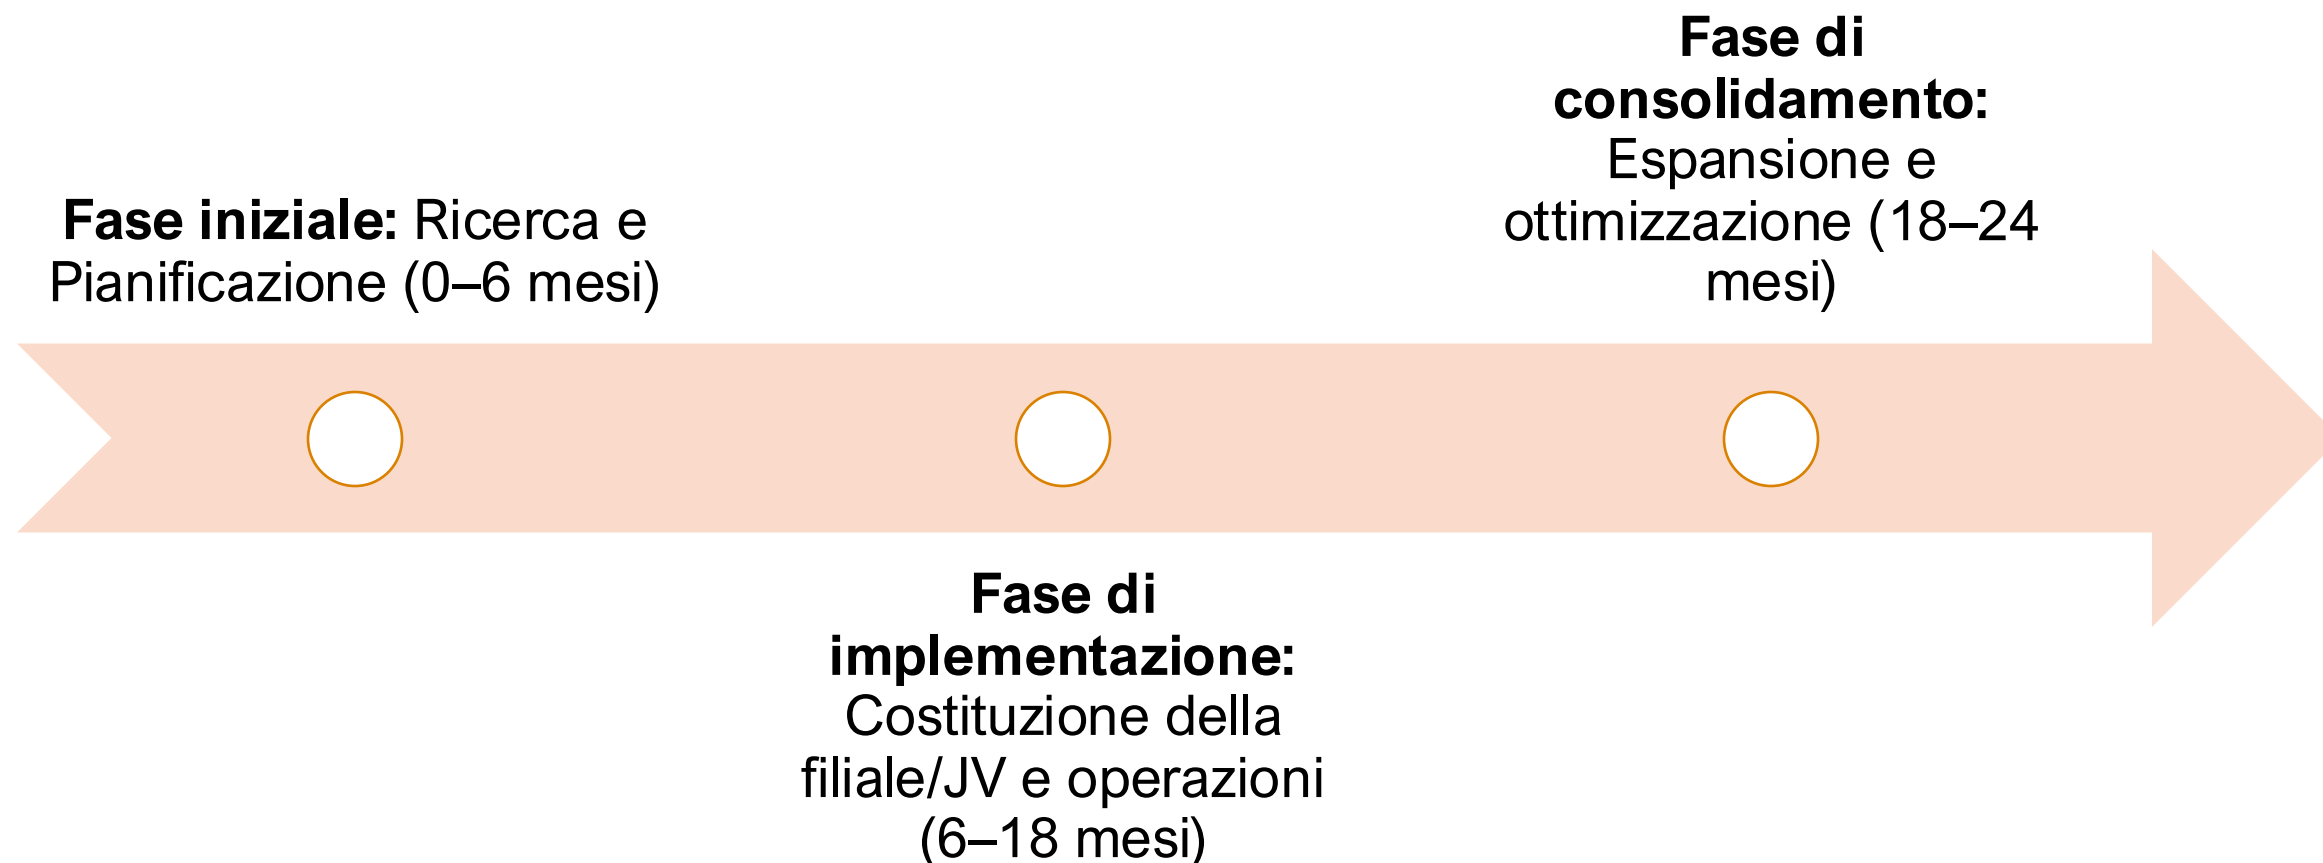 Fase iniziale: Ricerca e
Pianificazione (0–6 mesi)
Fase di
implementazione:
Costituzione della
filiale/JV e operazioni
(6–18 mesi)
Fase di
consolidamento:
Espansione e
ottimizzazione (18–24
mesi)